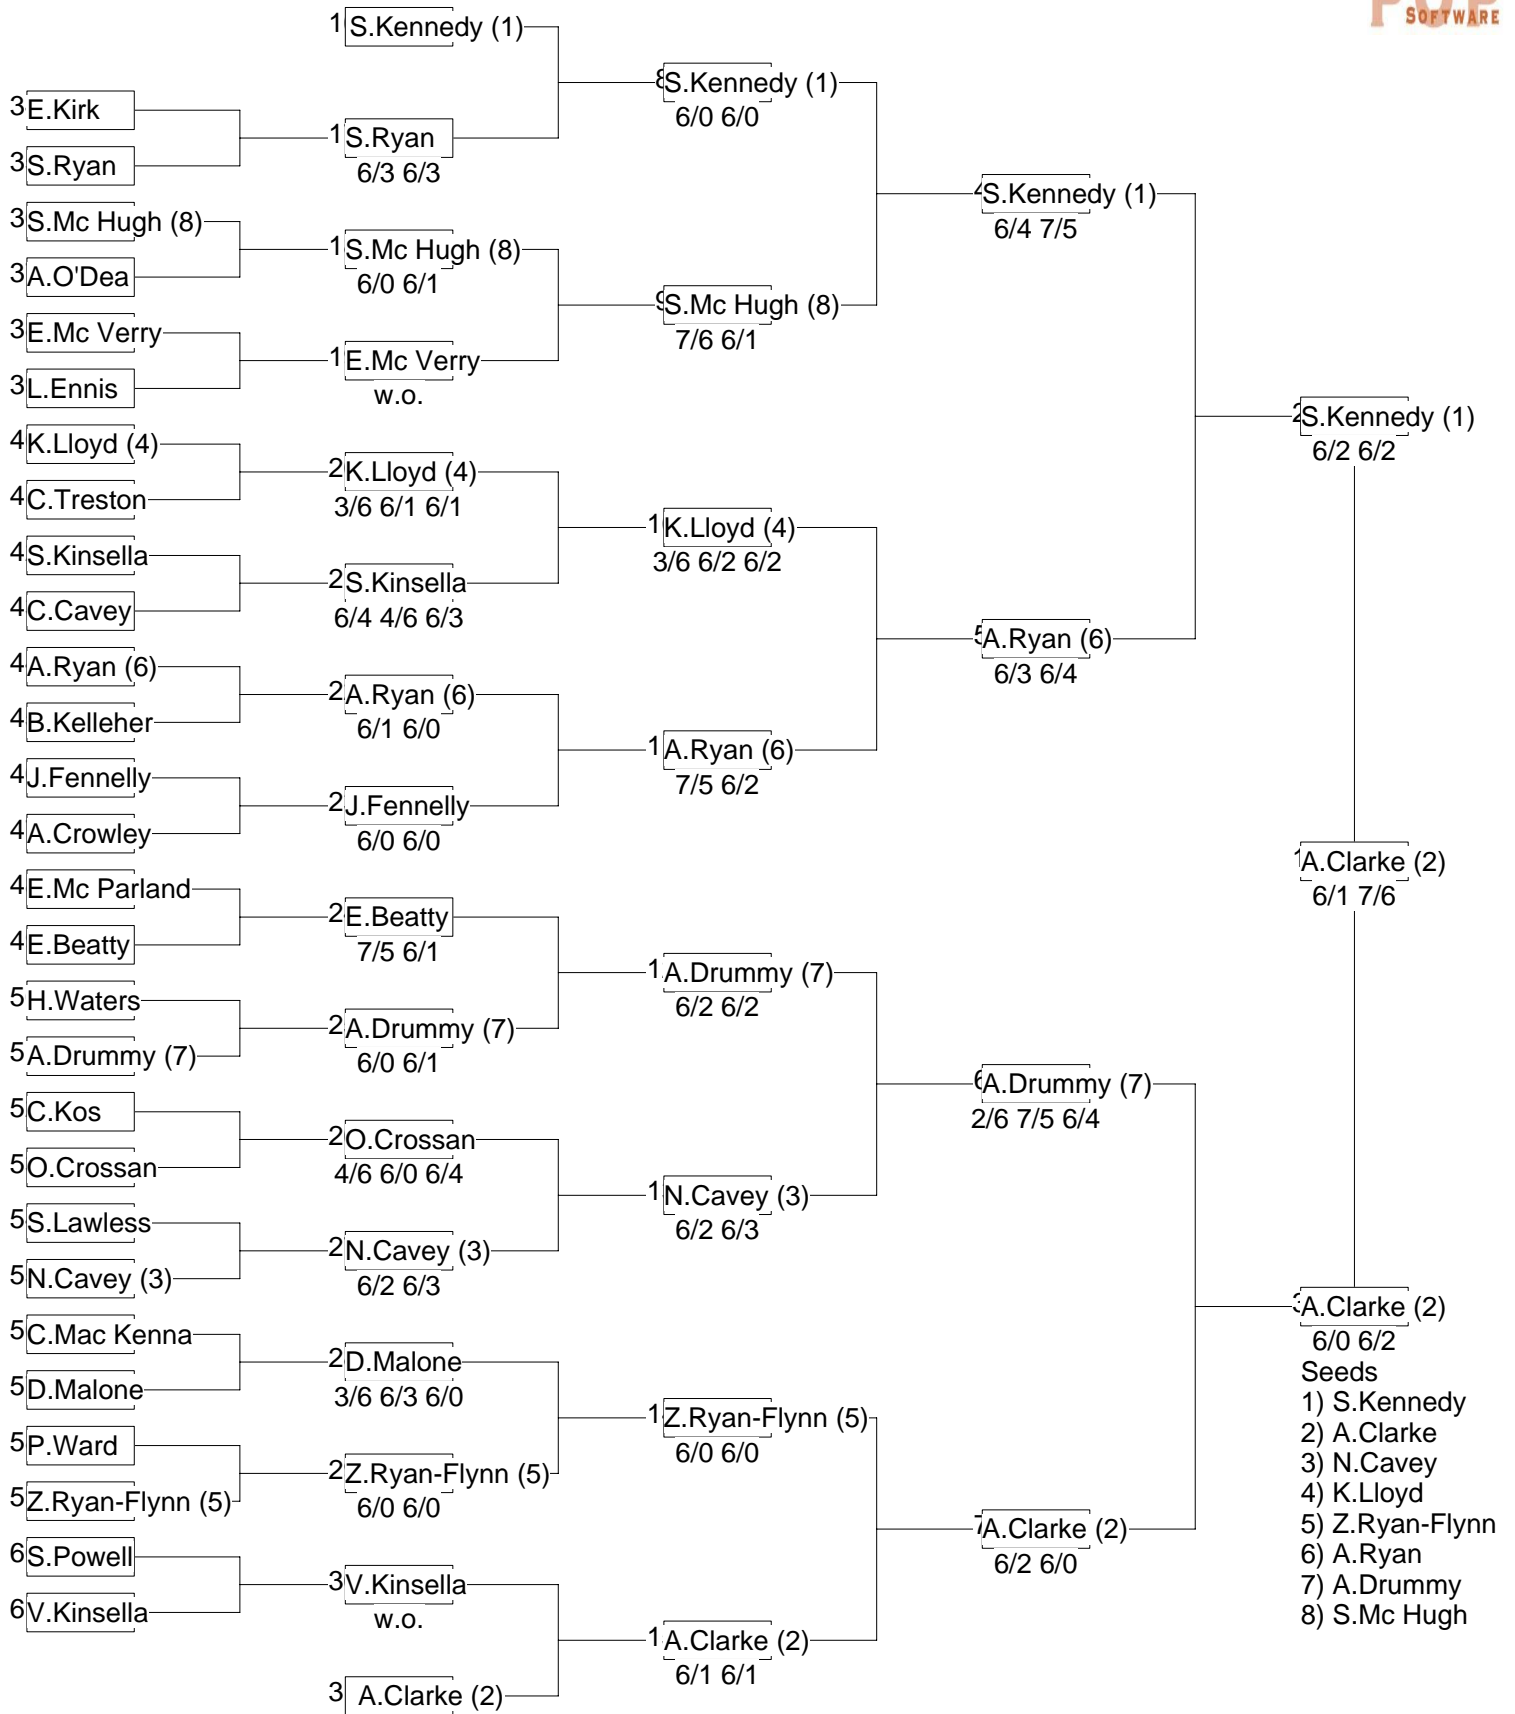 POP
SOFTWARE
1 S.Kennedy (1)
3 E.Kirk
3 S.Ryan
3 S.Mc Hugh (8)
3 A.O'Dea
3 E.Mc Verry
3 L.Ennis
4 K.Lloyd (4)
4 C.Treston
4 S.Kinsella
4 C.Cavey
4 A.Ryan (6)
4 B.Kelleher
4 J.Fennelly
4 A.Crowley
4 E.Mc Parland
4 E.Beatty
5 H.Waters
5 A.Drummy (7)
5 C.Kos
5 O.Crossan
5 S.Lawless
5 N.Cavey (3)
5 C.Mac Kenna
5 D.Malone
5 P.Ward
5 Z.Ryan-Flynn (5)
6 S.Powell
6 V.Kinsella
1 S.Ryan
6/3 6/3
1 S.Mc Hugh (8)
6/0 6/1
1 E.Mc Verry
w.o.
2 K.Lloyd (4)
3/6 6/1 6/1
2 S.Kinsella
6/4 4/6 6/3
2 A.Ryan (6)
6/1 6/0
2 J.Fennelly
6/0 6/0
2 E.Beatty
7/5 6/1
2 A.Drummy (7)
6/0 6/1
2 O.Crossan
4/6 6/0 6/4
2 N.Cavey (3)
6/2 6/3
2 D.Malone
3/6 6/3 6/0
2 Z.Ryan-Flynn (5)
6/0 6/0
3 V.Kinsella
w.o.
3 A.Clarke (2)
8 S.Kennedy (1)
6/0 6/0
9 S.Mc Hugh (8)
7/6 6/1
1 K.Lloyd (4)
3/6 6/2 6/2
1 A.Ryan (6)
7/5 6/2
1 A.Drummy (7)
6/2 6/2
1 N.Cavey (3)
6/2 6/3
1 Z.Ryan-Flynn (5)
6/0 6/0
1 A.Clarke (2)
6/1 6/1
4 S.Kennedy (1)
6/4 7/5
5 A.Ryan (6)
6/3 6/4
6 A.Drummy (7)
2/6 7/5 6/4
7 A.Clarke (2)
6/2 6/0
2 S.Kennedy (1)
6/2 6/2
1 A.Clarke (2)
6/1 7/6
3 A.Clarke (2)
6/0 6/2
Seeds
1) S.Kennedy
2) A.Clarke
3) N.Cavey
4) K.Lloyd
5) Z.Ryan-Flynn
6) A.Ryan
7) A.Drummy
8) S.Mc Hugh